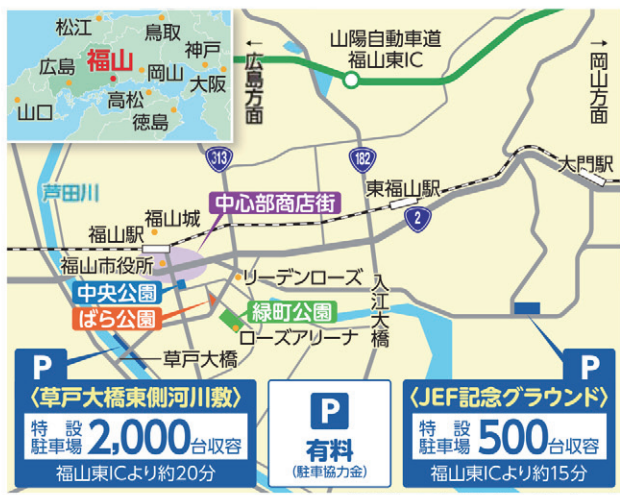 松江
鳥取
神戸
福山
広島
岡山
大阪
山口
高松
徳島
←広島方面
山陽自動車道
福山東IC
→岡山方面
313
182
大門駅
東福山駅
2
芦田川
中心部商店街
福山城
福山駅
福山市役所
リーデンローズ
中央公園
ばら公園
緑町公園
ローズアリーナ
入江大橋
草戸大橋
P
〈草戸大橋東側河川敷〉
特設駐車場 2,000台収容
福山東ICより約20分
P
有料
(駐車協力金)
P
〈JEF記念グラウンド〉
特設駐車場 500台収容
福山東ICより約15分